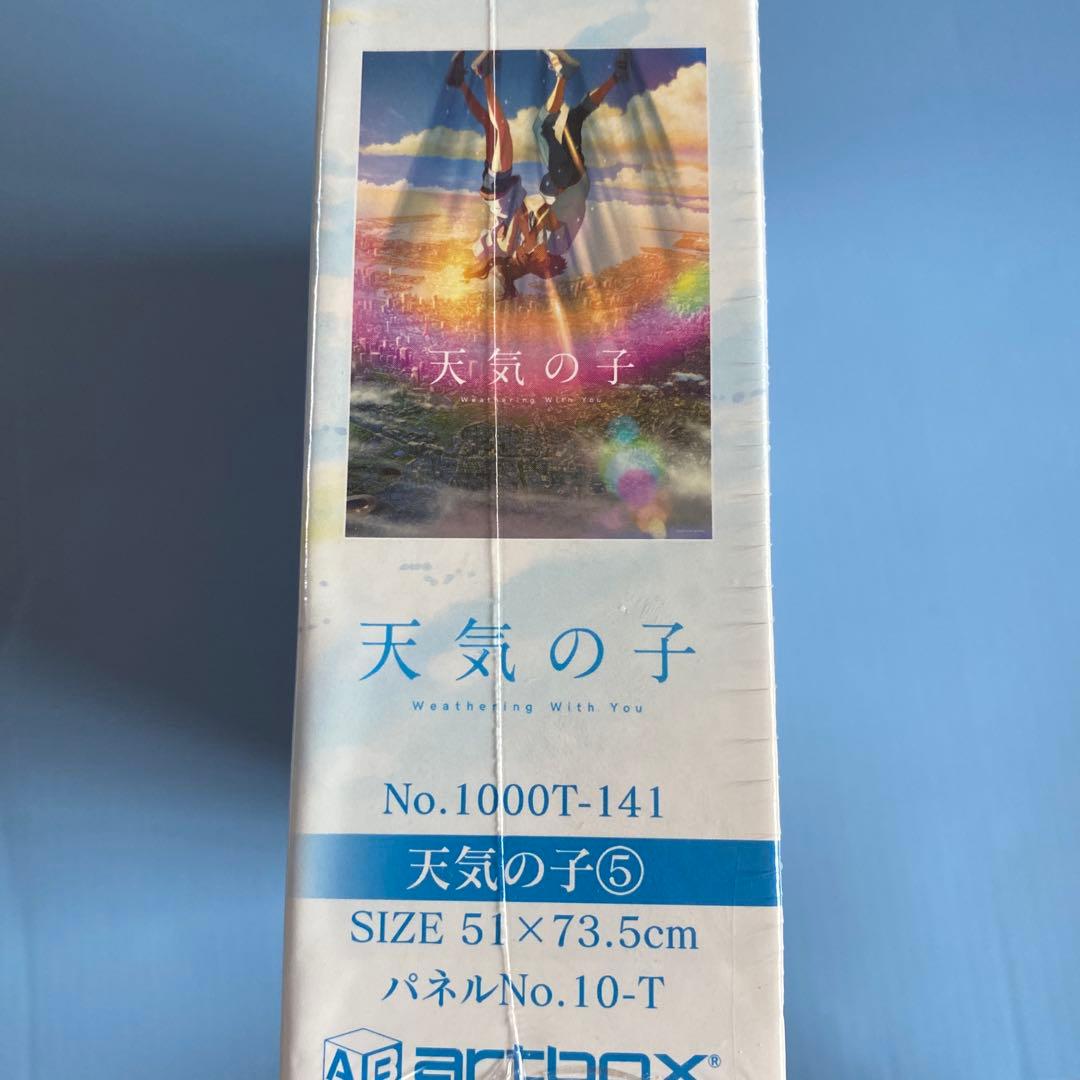 天気の子
Weathering With You
天気の子
Weathering With You
No.1000T-141
天気の子⑤
SIZE 51×73.5cm
パネルNo.10-T
artbox®